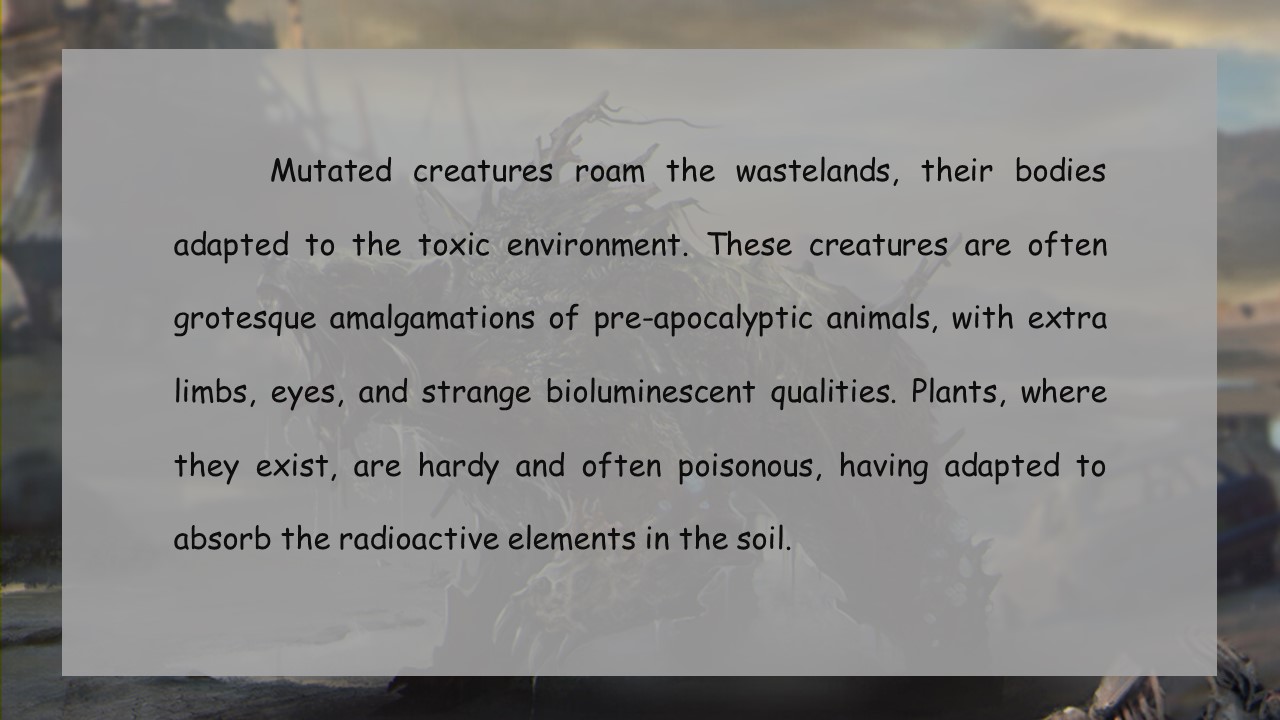 Mutated creatures roam the wastelands, their bodies
adapted to the toxic environment. These creatures are often
grotesque amalgamations of pre-apocalyptic animals, with extra
limbs, eyes, and strange bioluminescent qualities. Plants, where
they exist, are hardy and often poisonous, having adapted to
absorb the radioactive elements in the soil.